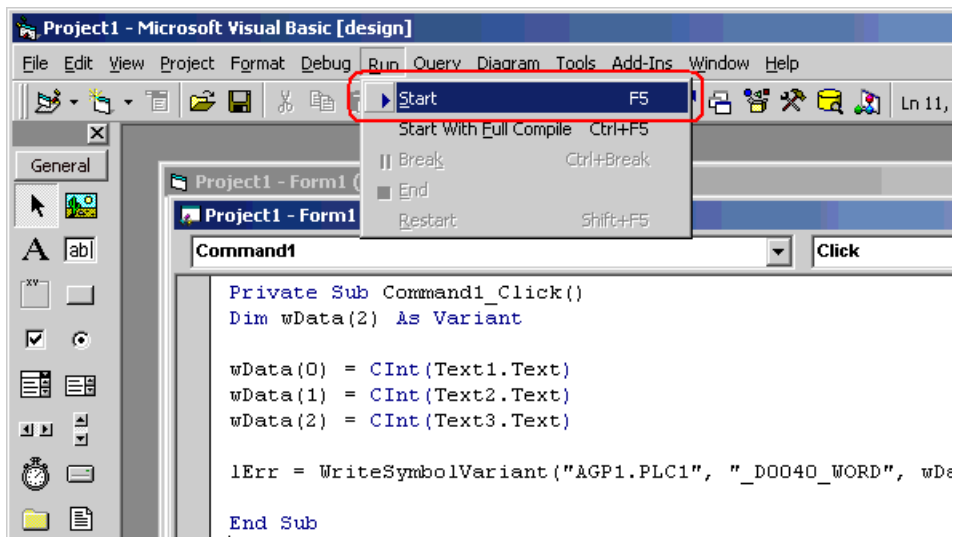 Project1 - Microsoft Visual Basic [design]
File Edit View Project Format Debug Run Query Diagram Tools Add-Ins Window Help
Start F5
Ln 11,
Start With Full Compile Ctrl+F5
Break Ctrl+Break
End
Restart Shift+F5
General
Project1 - Form1 (
Project1 - Form1
A
ab
xy
Command1
Click
Private Sub Command1_Click()
Dim wData(2) As Variant
wData(0) = CInt(Text1.Text)
wData(1) = CInt(Text2.Text)
wData(2) = CInt(Text3.Text)
lErr = WriteSymbolVariant("AGP1.PLC1", "_D0040_WORD", wDa
End Sub